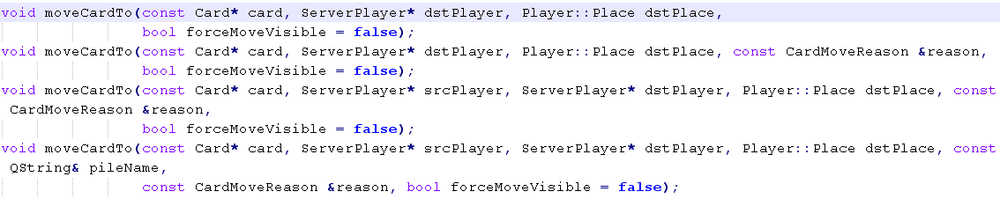 void moveCardTo(const Card* card, ServerPlayer* dstPlayer, Player::Place dstPlace,
bool forceMoveVisible = false);
void moveCardTo(const Card* card, ServerPlayer* dstPlayer, Player::Place dstPlace, const CardMoveReason &reason,
bool forceMoveVisible = false);
void moveCardTo(const Card* card, ServerPlayer* srcPlayer, ServerPlayer* dstPlayer, Player::Place dstPlace, const
CardMoveReason &reason,
bool forceMoveVisible = false);
void moveCardTo(const Card* card, ServerPlayer* srcPlayer, ServerPlayer* dstPlayer, Player::Place dstPlace, const
QString& pileName,
const CardMoveReason &reason, bool forceMoveVisible = false);